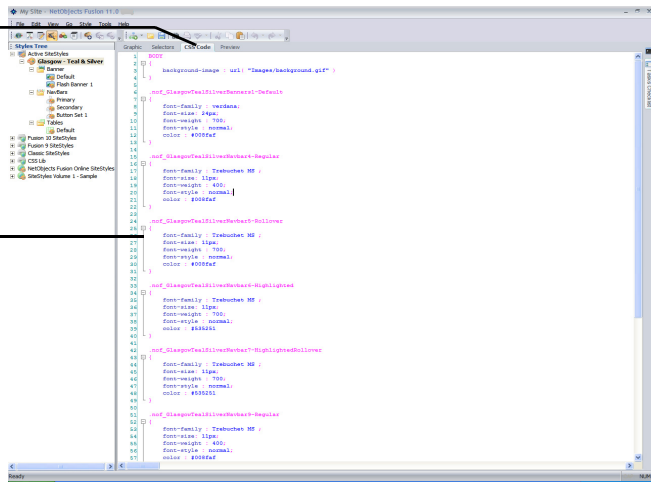 My Site - NetObjects Fusion 11.0
File Edit View Go Style Tools Help
Styles Tree
Active SiteStyles
Glasgow - Teal & Silver
Banner
Default
Flash Banner 1
NavBars
Primary
Secondary
Button Set 1
Tables
Default
Fusion 10 SiteStyles
Fusion 9 SiteStyles
Classic SiteStyles
CSS Lib
NetObjects Fusion Online SiteStyles
SiteStyles Volume 1 - Sample
Graphic Selectors CSS Code Preview
1 BODY
2 {
3 background-image : url( "Images/background.gif" )
4 }
5
6 .nof_GlasgowTealSilverBanners1-Default
7 {
8 font-family : verdana;
9 font-size: 24px;
10 font-weight : 700;
11 font-style : normal;
12 color : #008faf
13 }
14
15 .nof_GlasgowTealSilverNavbar4-Regular
16 {
17 font-family : Trebuchet MS ;
18 font-size: 11px;
19 font-weight : 400;
20 font-style : normal;
21 color : #008faf
22 }
23
24 .nof_GlasgowTealSilverNavbar5-Rollover
25 {
26 font-family : Trebuchet MS ;
27 font-size: 11px;
28 font-weight : 700;
29 font-style : normal;
30 color : #008faf
31 }
32
33 .nof_GlasgowTealSilverNavbar6-Highlighted
34 {
35 font-family : Trebuchet MS ;
36 font-size: 11px;
37 font-weight : 700;
38 font-style : normal;
39 color : #535251
40 }
41
42 .nof_GlasgowTealSilverNavbar7-HighlightedRollover
43 {
44 font-family : Trebuchet MS ;
45 font-size: 11px;
46 font-weight : 700;
47 font-style : normal;
48 color : #535251
49 }
50
51 .nof_GlasgowTealSilverNavbar9-Regular
52 {
53 font-family : Trebuchet MS ;
54 font-size: 11px;
55 font-weight : 400;
56 font-style : normal;
57 color : #008faf
Ready NUM